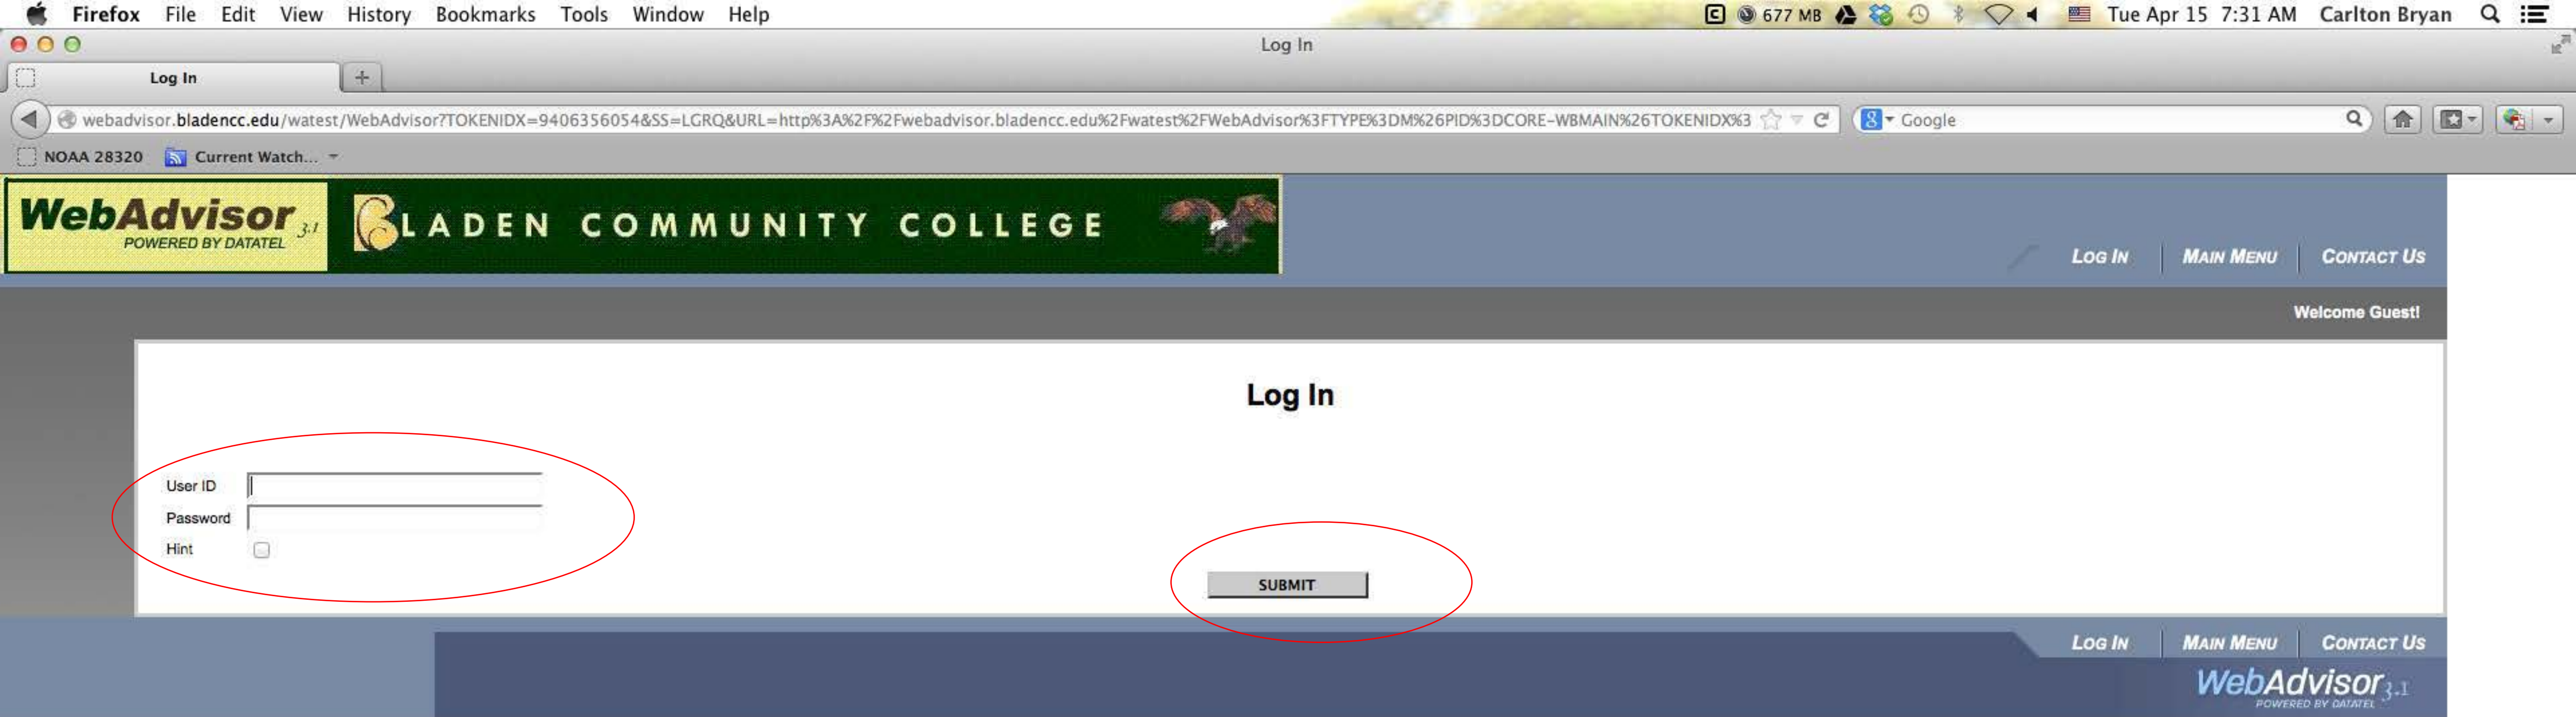 Firefox File Edit View History Bookmarks Tools Window Help 677 MB Tue Apr 15 7:31 AM Carlton Bryan
Log In
Log In
webadvisor.bladencc.edu/watest/WebAdvisor?TOKENIDX=9406356054&SS=LGRQ&URL=http%3A%2F%2Fwebadvisor.bladencc.edu%2Fwatest%2FWebAdvisor%3FTYPE%3DM%26PID%3DCORE-WBMAIN%26TOKENIDX%3 Google
NOAA 28320 Current Watch...
WebAdvisor 3.1
POWERED BY DATATEL
BLADEN COMMUNITY COLLEGE
LOG IN MAIN MENU CONTACT US
Welcome Guest!
Log In
User ID
Password
Hint
SUBMIT
LOG IN MAIN MENU CONTACT US
WebAdvisor 3.1
POWERED BY DATATEL